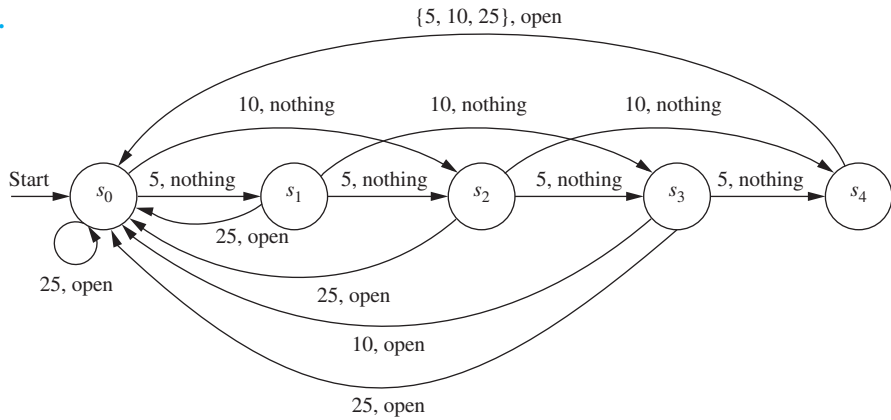 {5, 10, 25}, open
10, nothing
10, nothing
10, nothing
Start
s0
5, nothing
s1
5, nothing
s2
5, nothing
s3
5, nothing
s4
25, open
25, open
25, open
10, open
25, open